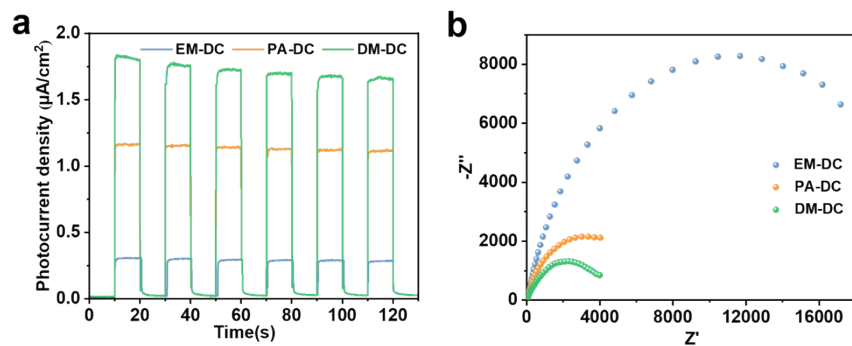 a
Photocurrent density (μA/cm²)
2.0
1.5
1.0
0.5
0.0
EM-DC PA-DC DM-DC
0 20 40 60 80 100 120
Time(s)
b
-Z''
8000
6000
4000
2000
0
EM-DC
PA-DC
DM-DC
0 4000 8000 12000 16000
Z'